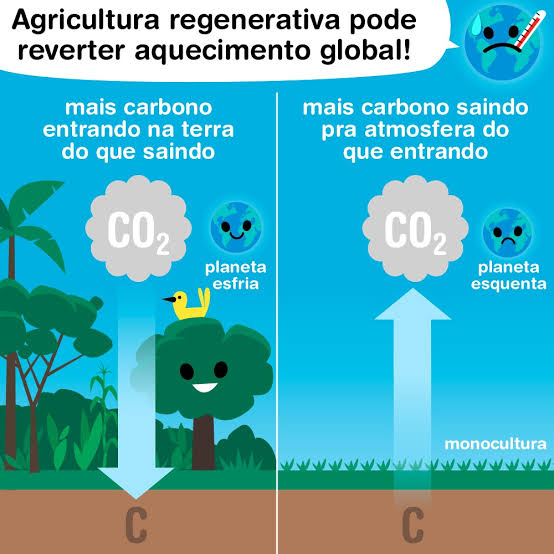 Agricultura regenerativa pode
reverter aquecimento global!
mais carbono
entrando na terra
do que saindo
CO₂
planeta
esfria
C
mais carbono saindo
pra atmosfera do
que entrando
CO₂
planeta
esquenta
monocultura
C